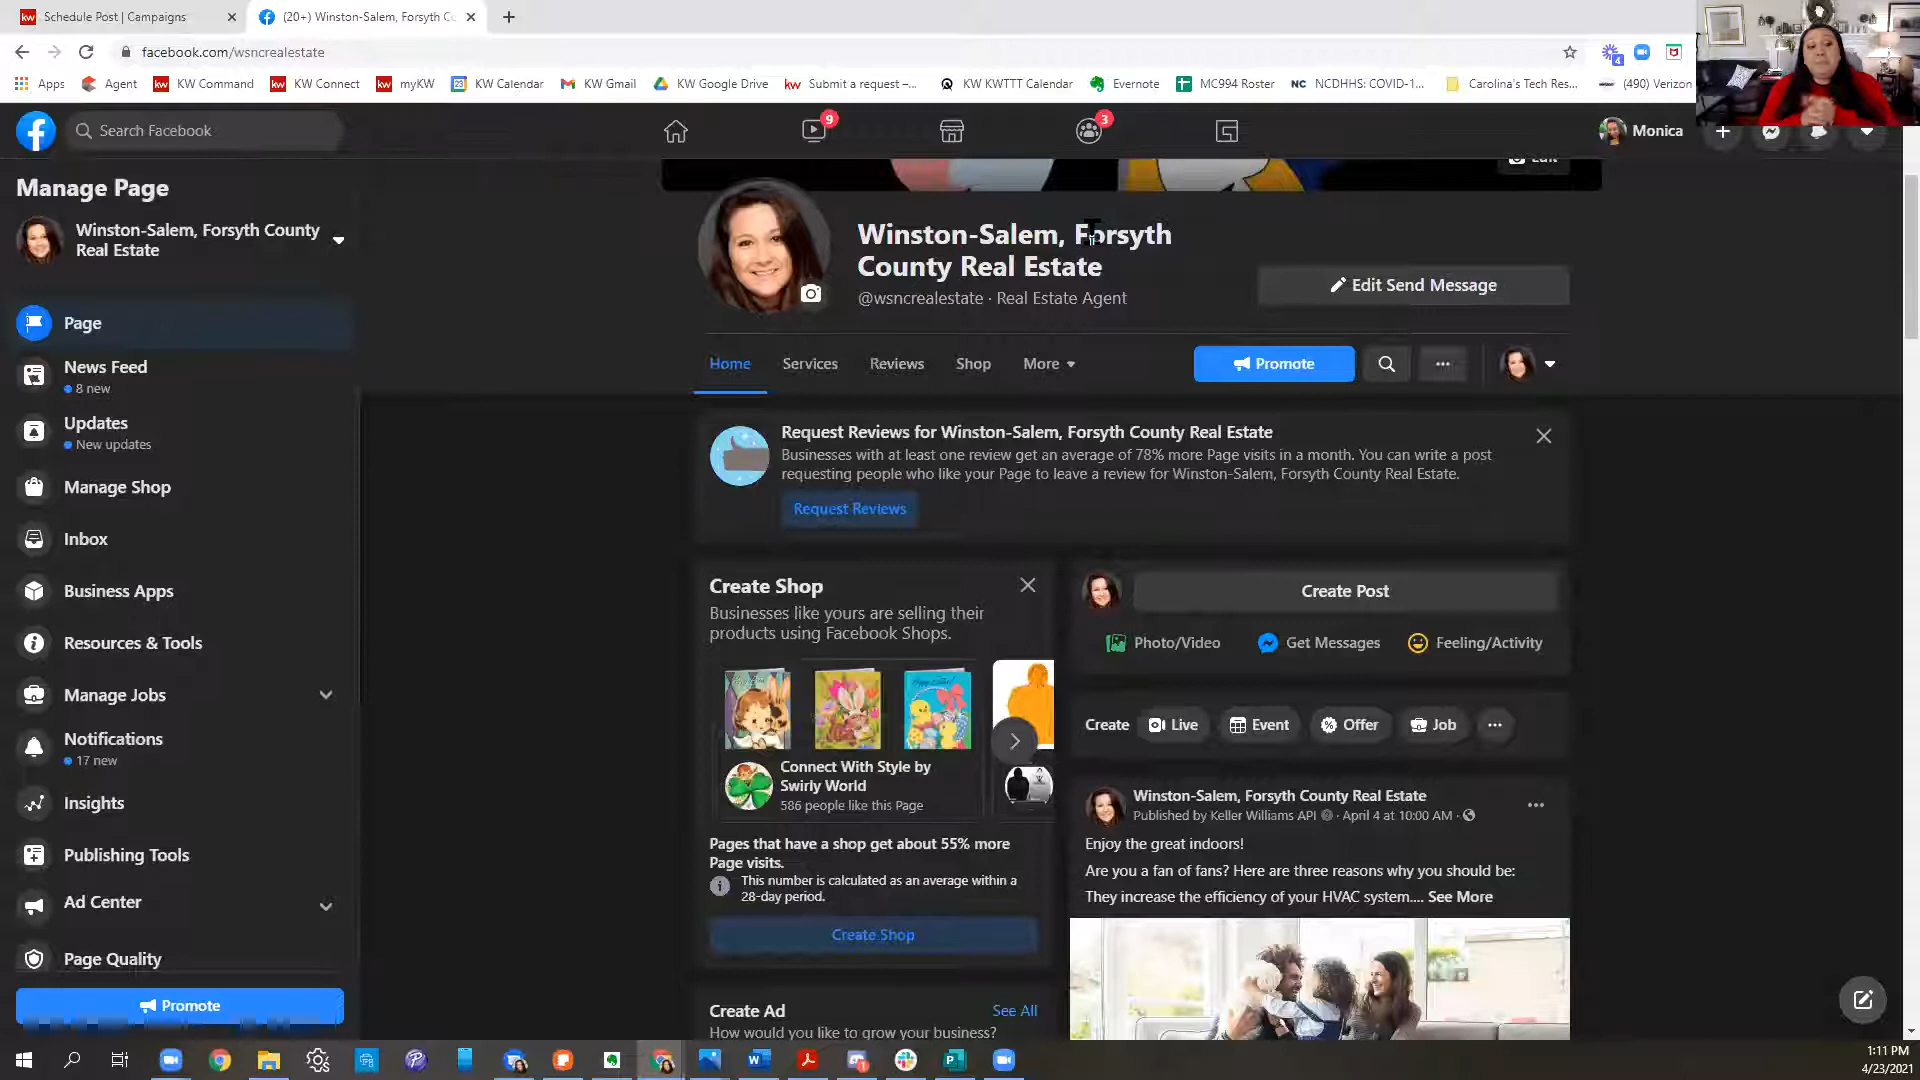 kw Schedule Post | Campaigns
(20+) Winston-Salem, Forsyth Co
facebook.com/wsncrealestate
4
Apps
Agent
kw KW Command
kw KW Connect
kw myKW
23 KW Calendar
KW Gmail
KW Google Drive
kw Submit a request –...
KW KWTTT Calendar
Evernote
MC994 Roster
NC NCDHHS: COVID-1...
Carolina's Tech Res...
(490) Verizon
Search Facebook
9
3
Monica
Edit
Manage Page
Winston-Salem, Forsyth County
Real Estate
Page
News Feed
8 new
Updates
New updates
Manage Shop
Inbox
Business Apps
Resources & Tools
Manage Jobs
Notifications
17 new
Insights
Publishing Tools
Ad Center
Page Quality
Promote
Winston-Salem, Forsyth
County Real Estate
@wsncrealestate · Real Estate Agent
Edit Send Message
Home
Services
Reviews
Shop
More
Promote
Request Reviews for Winston-Salem, Forsyth County Real Estate
Businesses with at least one review get an average of 78% more Page visits in a month. You can write a post
requesting people who like your Page to leave a review for Winston-Salem, Forsyth County Real Estate.
Request Reviews
Create Shop
Businesses like yours are selling their
products using Facebook Shops.
Connect With Style by
Swirly World
586 people like this Page
Pages that have a shop get about 55% more
Page visits.
This number is calculated as an average within a
28-day period.
Create Shop
Create Ad
See All
How would you like to grow your business?
Create Post
Photo/Video
Get Messages
Feeling/Activity
Create
Live
Event
Offer
Job
Winston-Salem, Forsyth County Real Estate
Published by Keller Williams API · April 4 at 10:00 AM ·
Enjoy the great indoors!
Are you a fan of fans? Here are three reasons why you should be:
They increase the efficiency of your HVAC system.... See More
1:11 PM
4/23/2021